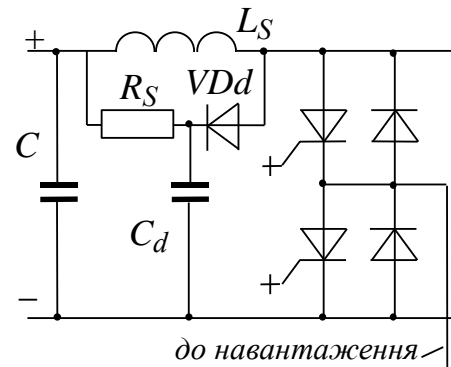 +
L_S
R_S
VDd
C
+
C_d
+
−
до навантаження